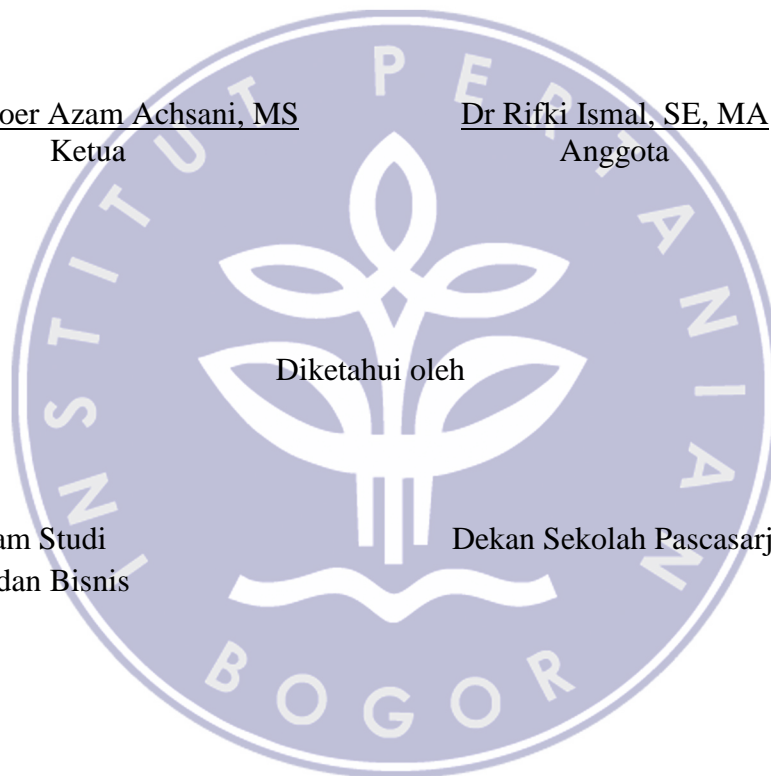 oer Azam Achsani, MS Dr Rifki Ismal, SE, MA
Ketua Anggota
Diketahui oleh
am Studi Dekan Sekolah Pascasarj
dan Bisnis
INSTITUT PERTANIAN
BOGOR